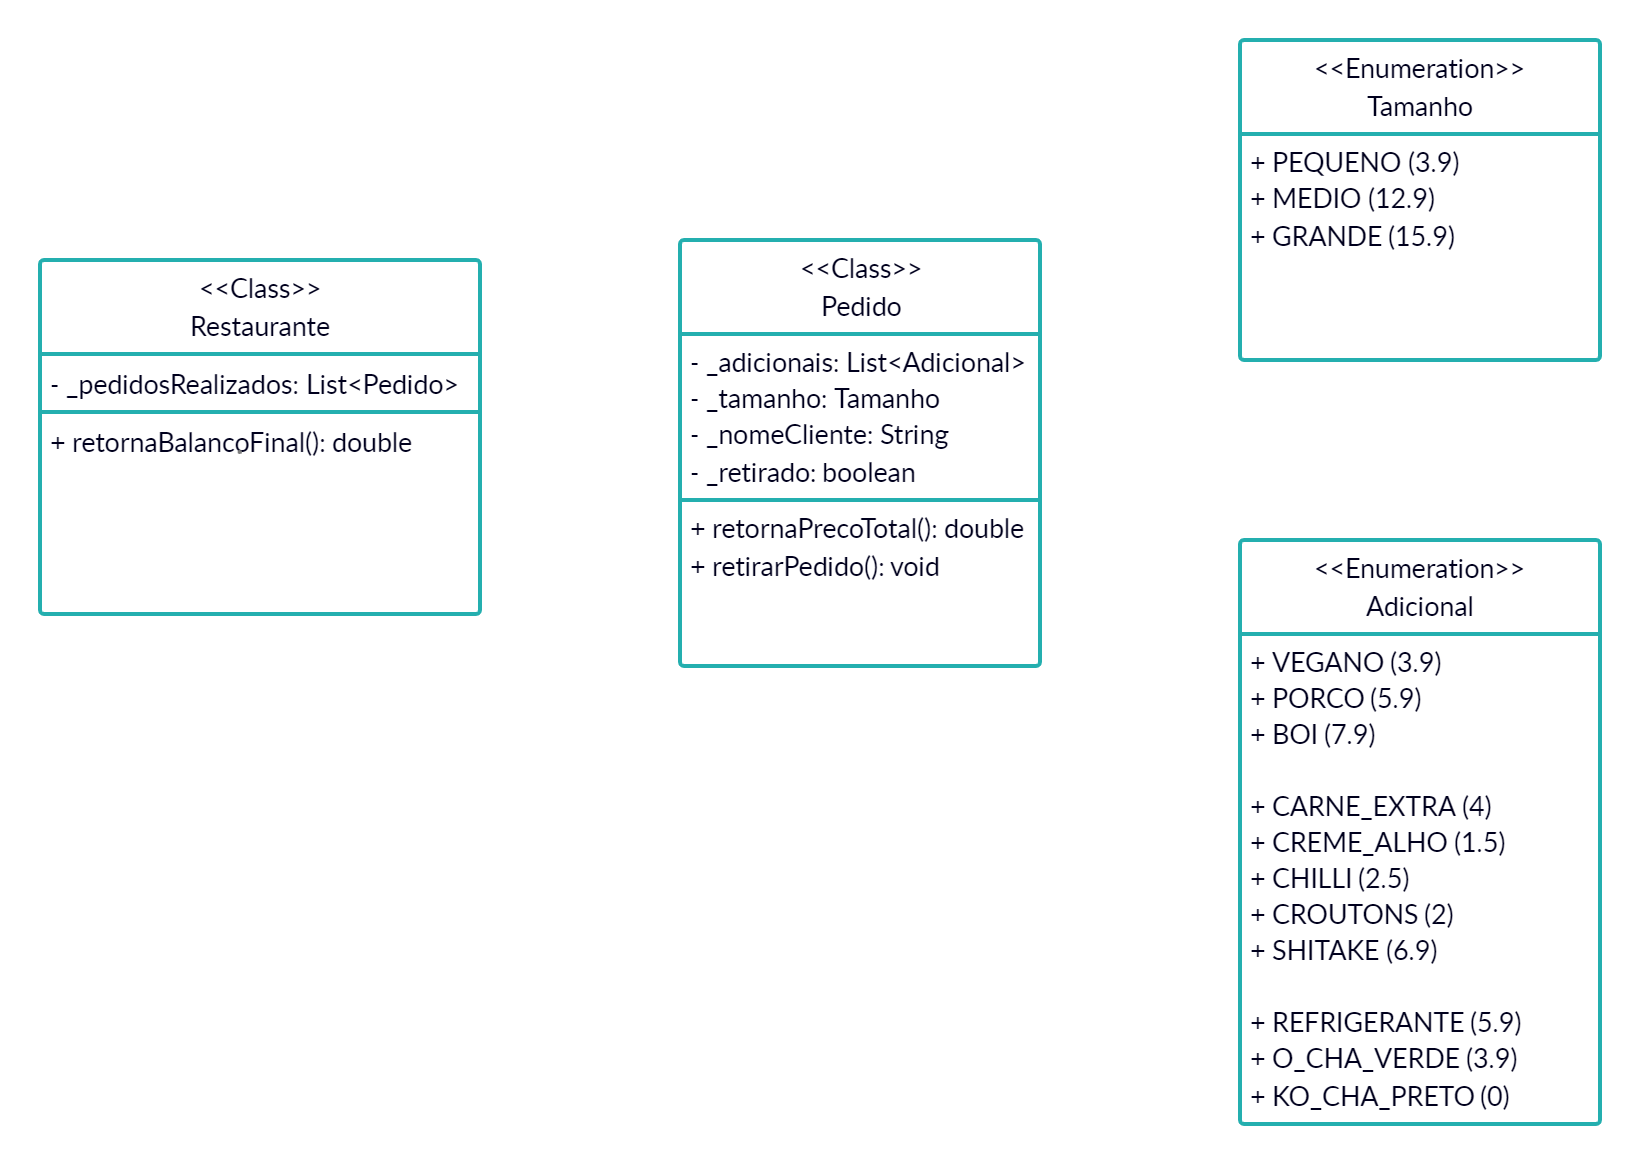 <<Class>>
Restaurante
- _pedidosRealizados: List<Pedido>
+ retornaBalancoFinal(): double
<<Class>>
Pedido
- _adicionais: List<Adicional>
- _tamanho: Tamanho
- _nomeCliente: String
- _retirado: boolean
+ retornaPrecoTotal(): double
+ retirarPedido(): void
<<Enumeration>>
Tamanho
+ PEQUENO (3.9)
+ MEDIO (12.9)
+ GRANDE (15.9)
<<Enumeration>>
Adicional
+ VEGANO (3.9)
+ PORCO (5.9)
+ BOI (7.9)
+ CARNE_EXTRA (4)
+ CREME_ALHO (1.5)
+ CHILLI (2.5)
+ CROUTONS (2)
+ SHITAKE (6.9)
+ REFRIGERANTE (5.9)
+ O_CHA_VERDE (3.9)
+ KO_CHA_PRETO (0)